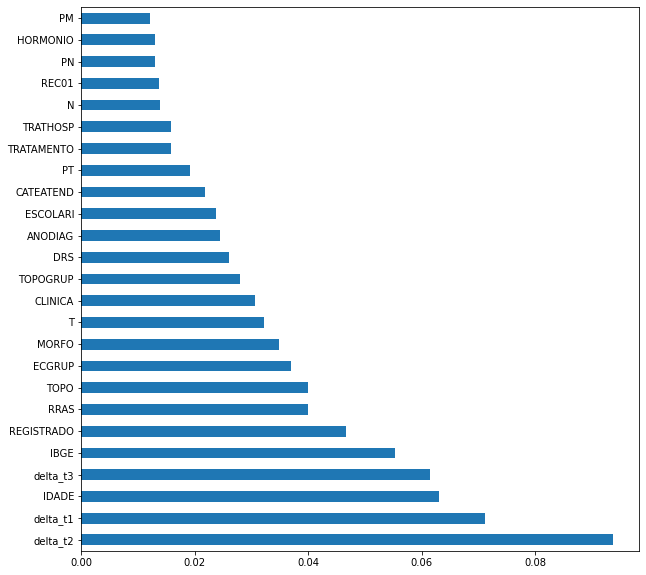 PM
HORMONIO
PN
REC01
N
TRATHOSP
TRATAMENTO
PT
CATEATEND
ESCOLARI
ANODIAG
DRS
TOPOGRUP
CLINICA
T
MORFO
ECGRUP
TOPO
RRAS
REGISTRADO
IBGE
delta_t3
IDADE
delta_t1
delta_t2
0.00 0.02 0.04 0.06 0.08